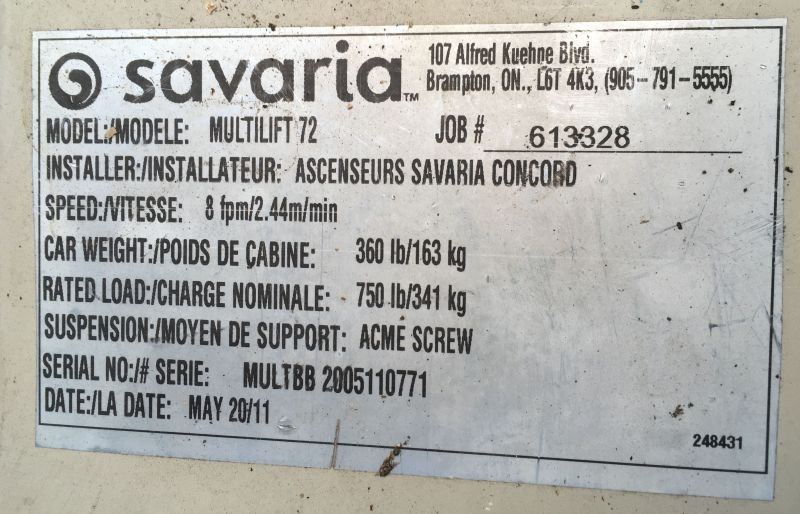 savaria™
107 Alfred Kuehne Blvd.
Brampton, ON., L6T 4K3, (905-791-5555)
MODEL:/MODELE: MULTILIFT 72 JOB # 613328
INSTALLER:/INSTALLATEUR: ASCENSEURS SAVARIA CONCORD
SPEED:/VITESSE: 8 fpm/2.44m/min
CAR WEIGHT:/POIDS DE ÇABINE: 360 lb/163 kg
RATED LOAD:/CHARGE NOMINALE: 750 lb/341 kg
SUSPENSION:/MOYEN DE SUPPORT: ACME SCREW
SERIAL NO:/# SERIE: MULTBB 2005110771
DATE:/LA DATE: MAY 20/11
248431